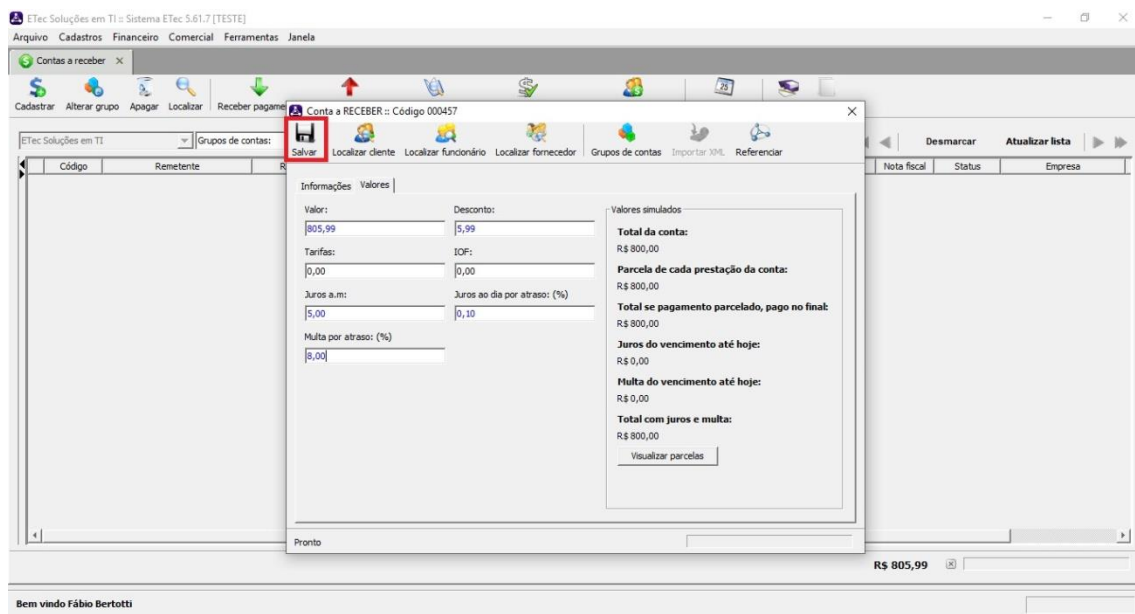 ETec Soluções em TI :: Sistema ETec 5.61.7 [TESTE]
Arquivo Cadastros Financeiro Comercial Ferramentas Janela
Contas a receber X
Cadastrar Alterar grupo Apagar Localizar Receber pagame
25
Conta a RECEBER :: Código 000457
Salvar Localizar cliente Localizar funcionário Localizar fornecedor Grupos de contas Importar XML Referenciar
ETec Soluções em TI Grupos de contas: Desmarcar Atualizar lista
Código Remetente R Nota fiscal Status Empresa
Informações Valores
Valor: Desconto: Valores simulados
805,99 5,99 Total da conta:
R$ 800,00
Tarifas: IOF:
0,00 0,00 Parcela de cada prestação da conta:
R$ 800,00
Juros a.m: Juros ao dia por atraso: (%)
5,00 0,10 Total se pagamento parcelado, pago no final:
R$ 800,00
Multa por atraso: (%)
8,00
Juros do vencimento até hoje:
R$ 0,00
Multa do vencimento até hoje:
R$ 0,00
Total com juros e multa:
R$ 800,00
Visualizar parcelas
Pronto
R$ 805,99
Bem vindo Fábio Bertotti